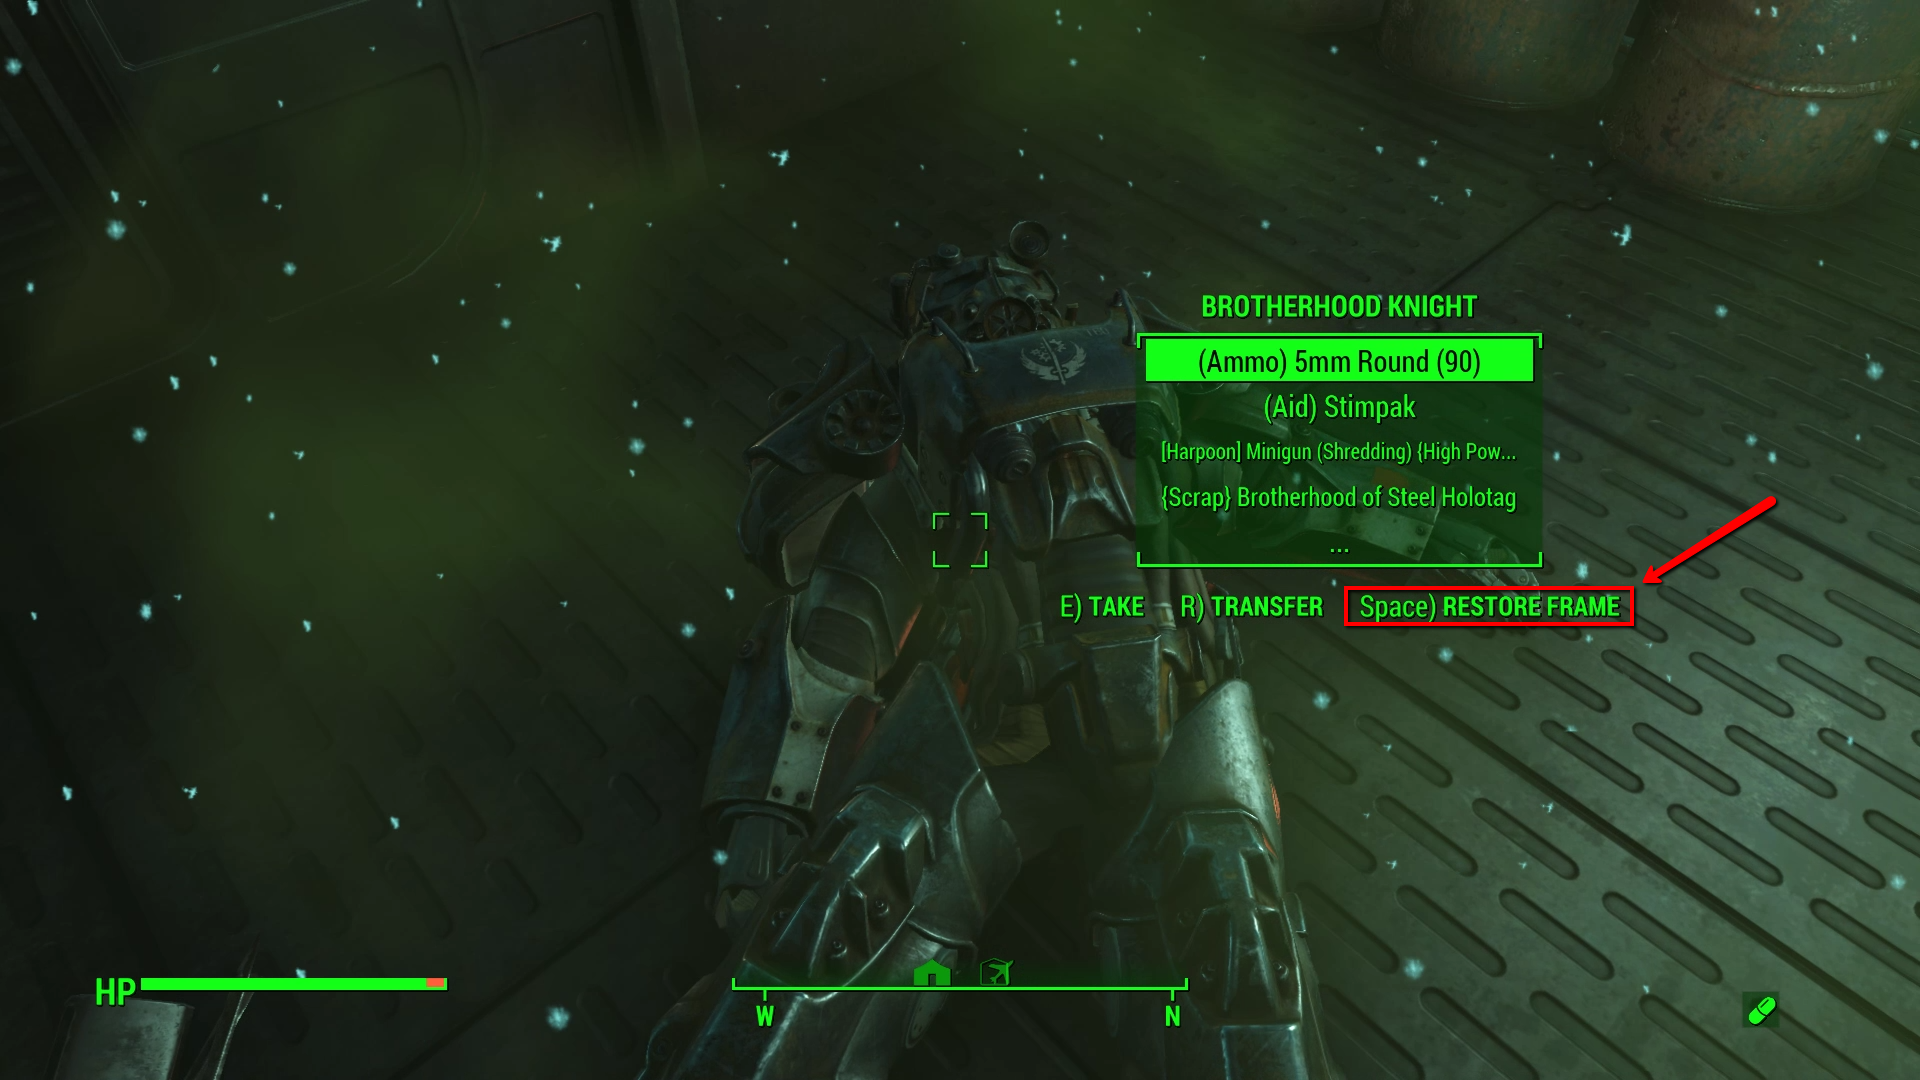 BROTHERHOOD KNIGHT
(Ammo) 5mm Round (90)
(Aid) Stimpak
[Harpoon] Minigun (Shredding) {High Pow...
{Scrap} Brotherhood of Steel Holotag
...
E) TAKE R) TRANSFER Space) RESTORE FRAME
HP
W N